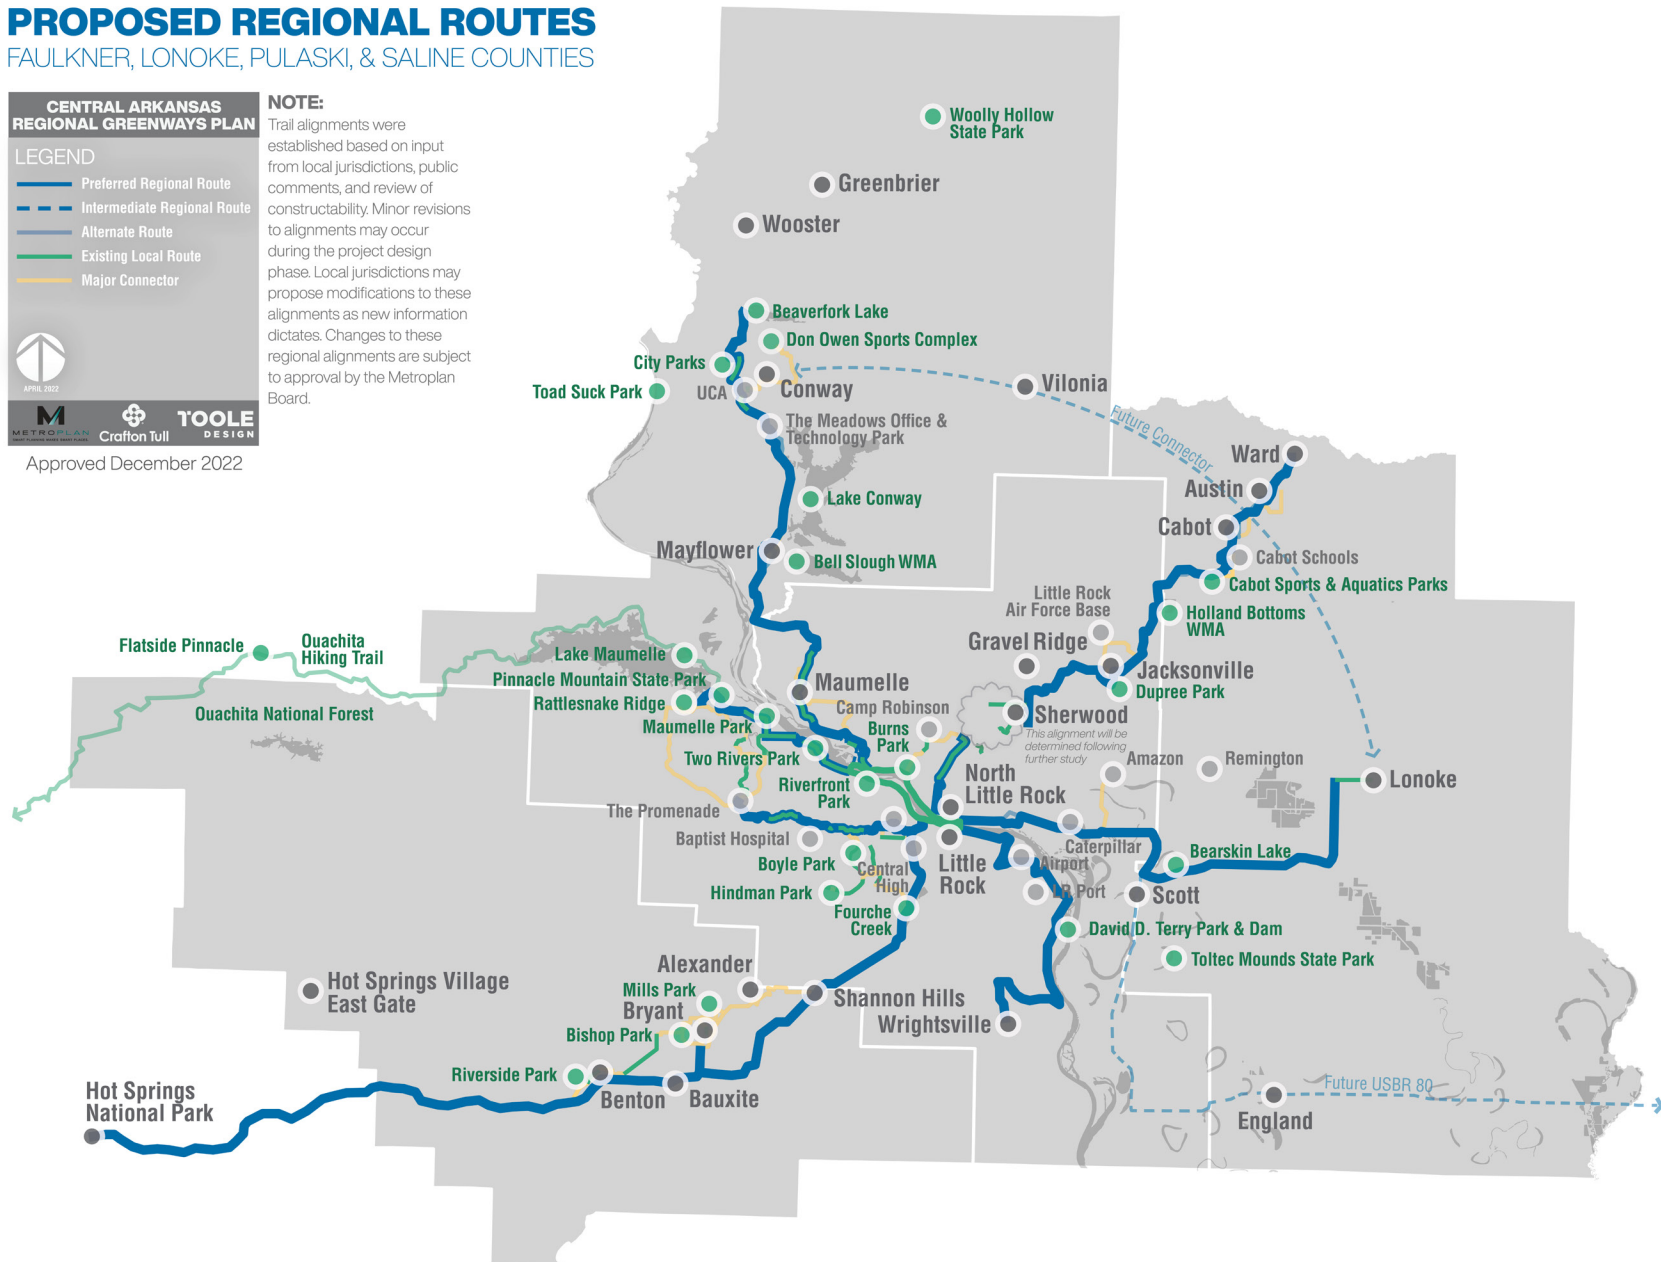 PROPOSED REGIONAL ROUTES
FAULKNER, LONOKE, PULASKI, & SALINE COUNTIES
CENTRAL ARKANSAS
REGIONAL GREENWAYS PLAN
LEGEND
Preferred Regional Route
Intermediate Regional Route
Alternate Route
Existing Local Route
Major Connector
APRIL 2022
METROPLAN
SMART PLANNING MAKES SMART PLACES
Crafton Tull
TOOLE
DESIGN
Approved December 2022
NOTE:
Trail alignments were
established based on input
from local jurisdictions, public
comments, and review of
constructability. Minor revisions
to alignments may occur
during the project design
phase. Local jurisdictions may
propose modifications to these
alignments as new information
dictates. Changes to these
regional alignments are subject
to approval by the Metroplan
Board.
Woolly Hollow
State Park
Greenbrier
Wooster
Beaverfork Lake
Don Owen Sports Complex
City Parks
Toad Suck Park
UCA
Conway
Vilonia
Future Connector
The Meadows Office &
Technology Park
Ward
Austin
Lake Conway
Cabot
Mayflower
Bell Slough WMA
Cabot Schools
Cabot Sports & Aquatics Parks
Little Rock
Air Force Base
Holland Bottoms
WMA
Gravel Ridge
Flatside Pinnacle
Ouachita
Hiking Trail
Lake Maumelle
Jacksonville
Pinnacle Mountain State Park
Maumelle
Dupree Park
Rattlesnake Ridge
Camp Robinson
Ouachita National Forest
Sherwood
Maumelle Park
Burns
Park
This alignment will be
determined following
further study
Two Rivers Park
Amazon
Remington
Riverfront
Park
North
Little Rock
Lonoke
The Promenade
Baptist Hospital
Caterpillar
Bearskin Lake
Boyle Park
Central
High
Little
Rock
Airport
Hindman Park
LR Port
Scott
Fourche
Creek
David D. Terry Park & Dam
Toltec Mounds State Park
Alexander
Hot Springs Village
East Gate
Mills Park
Shannon Hills
Bryant
Wrightsville
Bishop Park
Riverside Park
Hot Springs
National Park
Benton
Bauxite
Future USBR 80
England